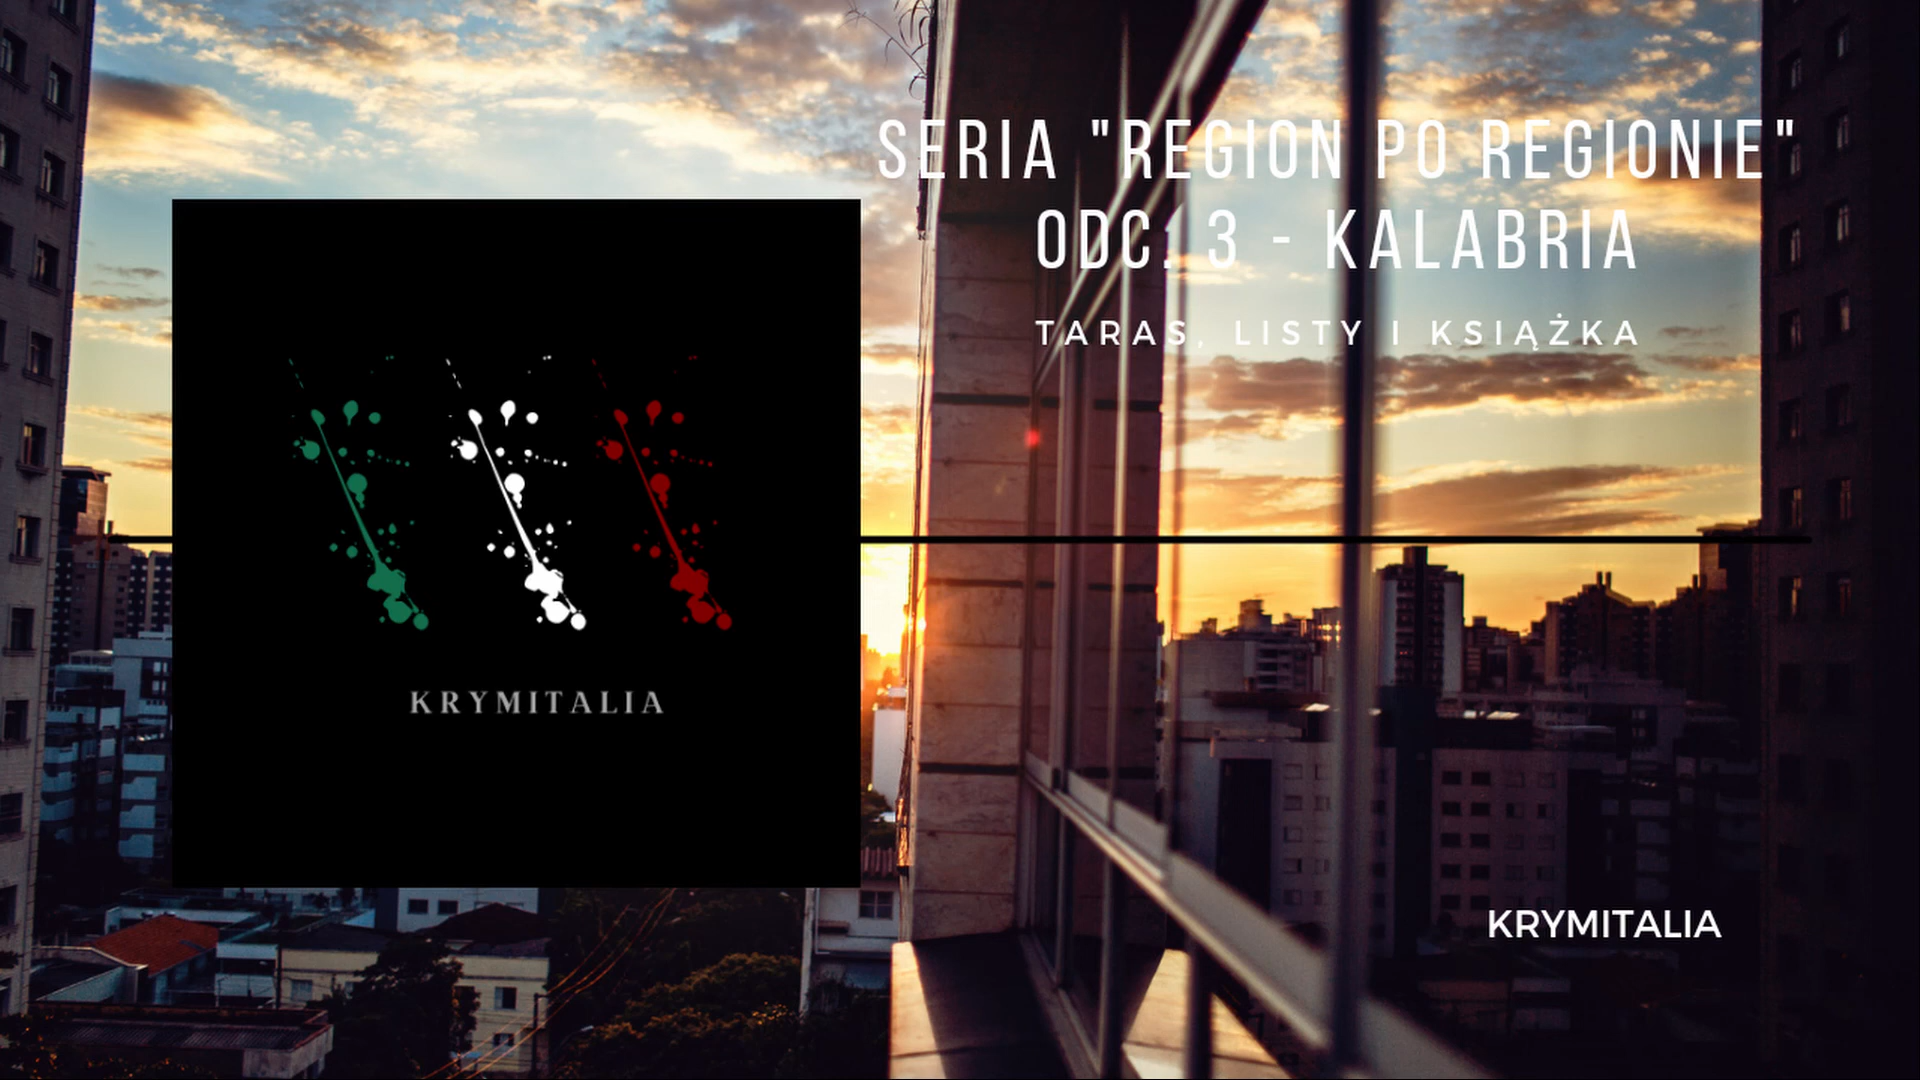 SERIA "REGION PO REGIONIE"
ODC. 3 - KALABRIA
TARAS, LISTY I KSIĄŻKA
KRYMITALIA
KRYMITALIA